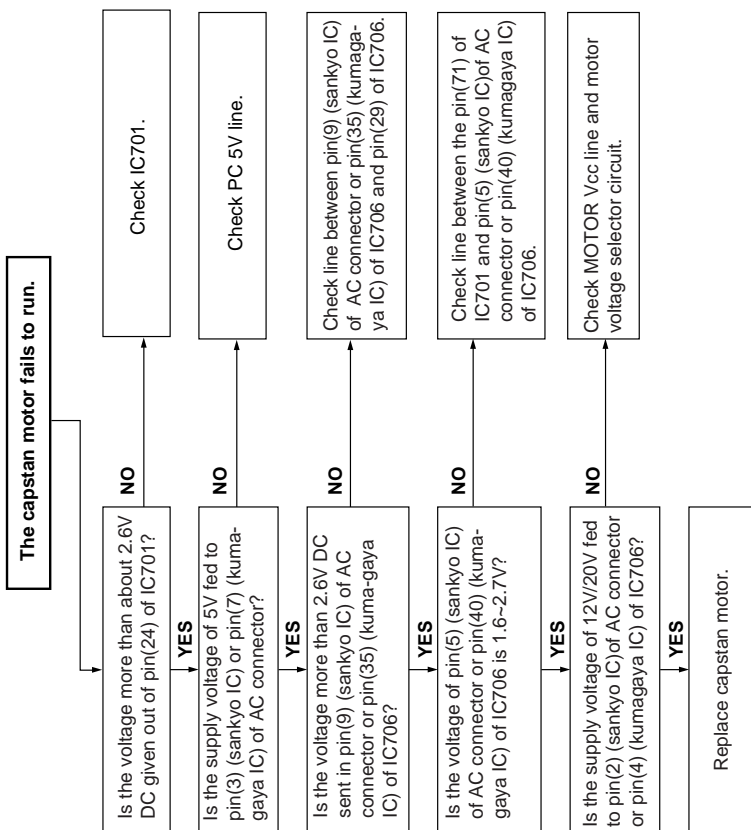 The capstan motor fails to run.
Is the voltage more than about 2.6V
DC given out of pin(24) of IC701?
NO
Check IC701.
YES
Is the supply voltage of 5V fed to
pin(3) (sankyo IC) or pin(7) (kuma-
gaya IC) of AC connector?
NO
Check PC 5V line.
YES
Is the voltage more than 2.6V DC
sent in pin(9) (sankyo IC) of AC
connector or pin(35) (kuma-gaya
IC) of IC706?
NO
Check line between pin(9) (sankyo IC)
of AC connector or pin(35) (kumaga-
ya IC) of IC706 and pin(29) of IC706.
YES
Is the voltage of pin(5) (sankyo IC)
of AC connector or pin(40) (kuma-
gaya IC) of IC706 is 1.6~2.7V?
NO
Check line between the pin(71) of
IC701 and pin(5) (sankyo IC)of AC
connector or pin(40) (kumagaya IC)
of IC706.
YES
Is the supply voltage of 12V/20V fed
to pin(2) (sankyo IC)of AC connector
or pin(4) (kumagaya IC) of IC706?
NO
Check MOTOR Vcc line and motor
voltage selector circuit.
YES
Replace capstan motor.